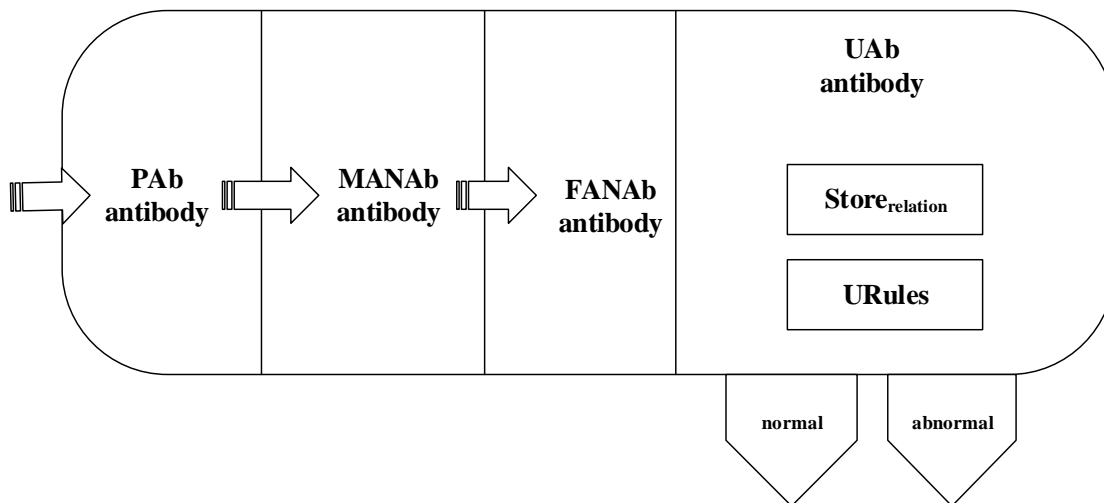 PAb
antibody
MANAb
antibody
FANAb
antibody
UAb
antibody
Storerelation
URules
normal
abnormal